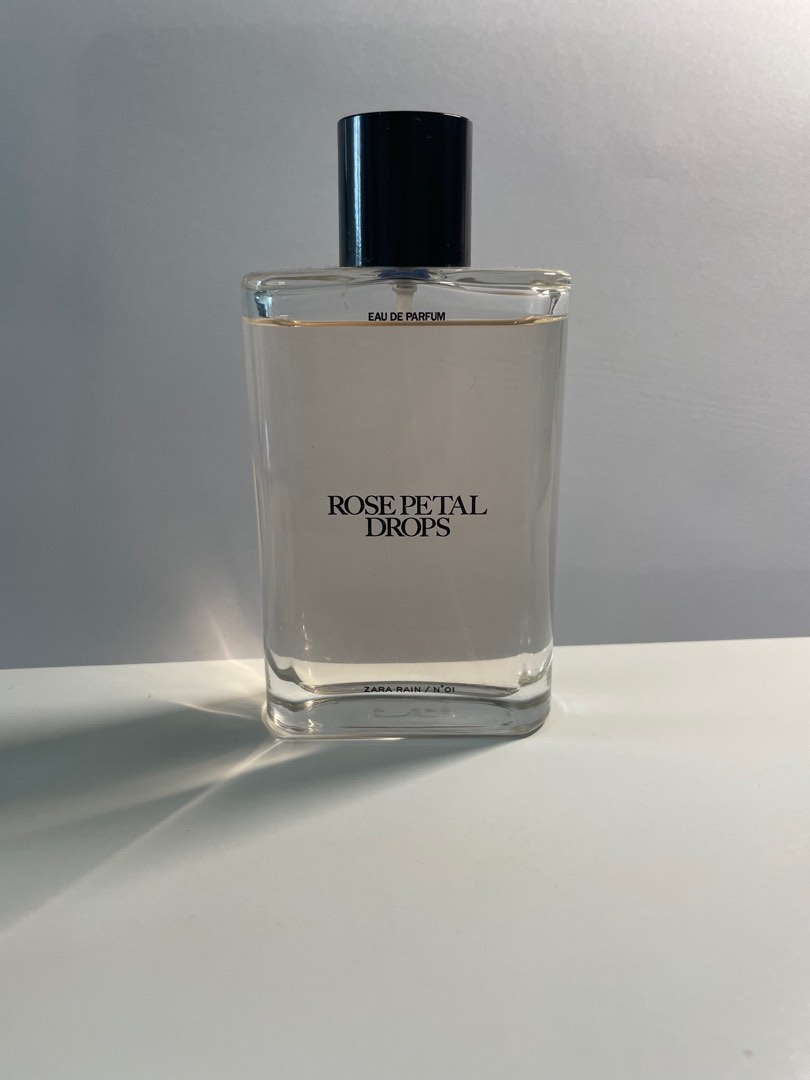 EAU DE PARFUM
ROSE PETAL
DROPS
ZARA RAIN / N°01